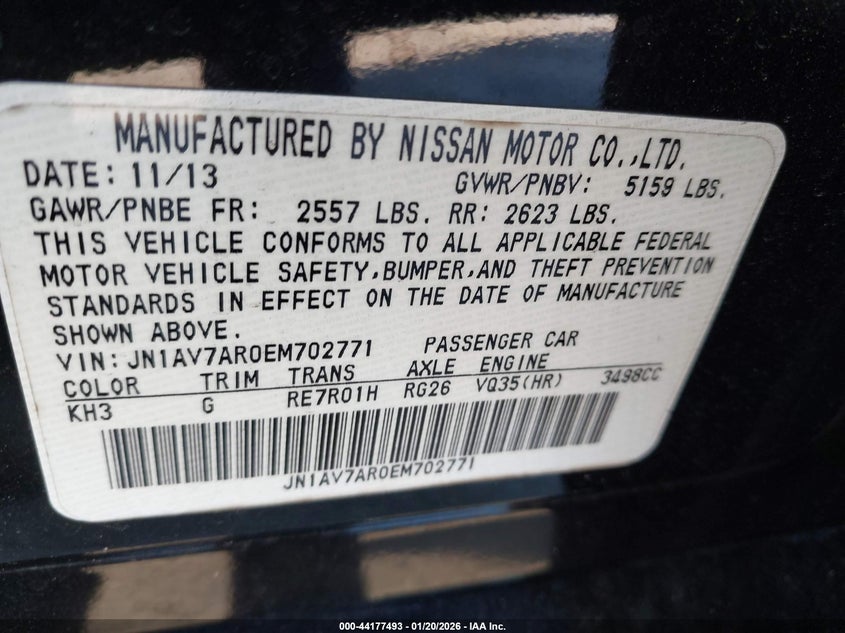 MANUFACTURED BY NISSAN MOTOR CO.,LTD.
DATE: 11/13 GVWR/PNBV: 5159 LBS.
GAWR/PNBE FR: 2557 LBS. RR: 2623 LBS.
THIS VEHICLE CONFORMS TO ALL APPLICABLE FEDERAL
MOTOR VEHICLE SAFETY,BUMPER,AND THEFT PREVENTION
STANDARDS IN EFFECT ON THE DATE OF MANUFACTURE
SHOWN ABOVE.
VIN: JN1AV7AR0EM702771 PASSENGER CAR
COLOR TRIM TRANS AXLE ENGINE
KH3 G RE7R01H RG26 VQ35(HR) 3498CC
JN1AV7AR0EM702771
000-44177493 — 01/20/2026 — IAA Inc.